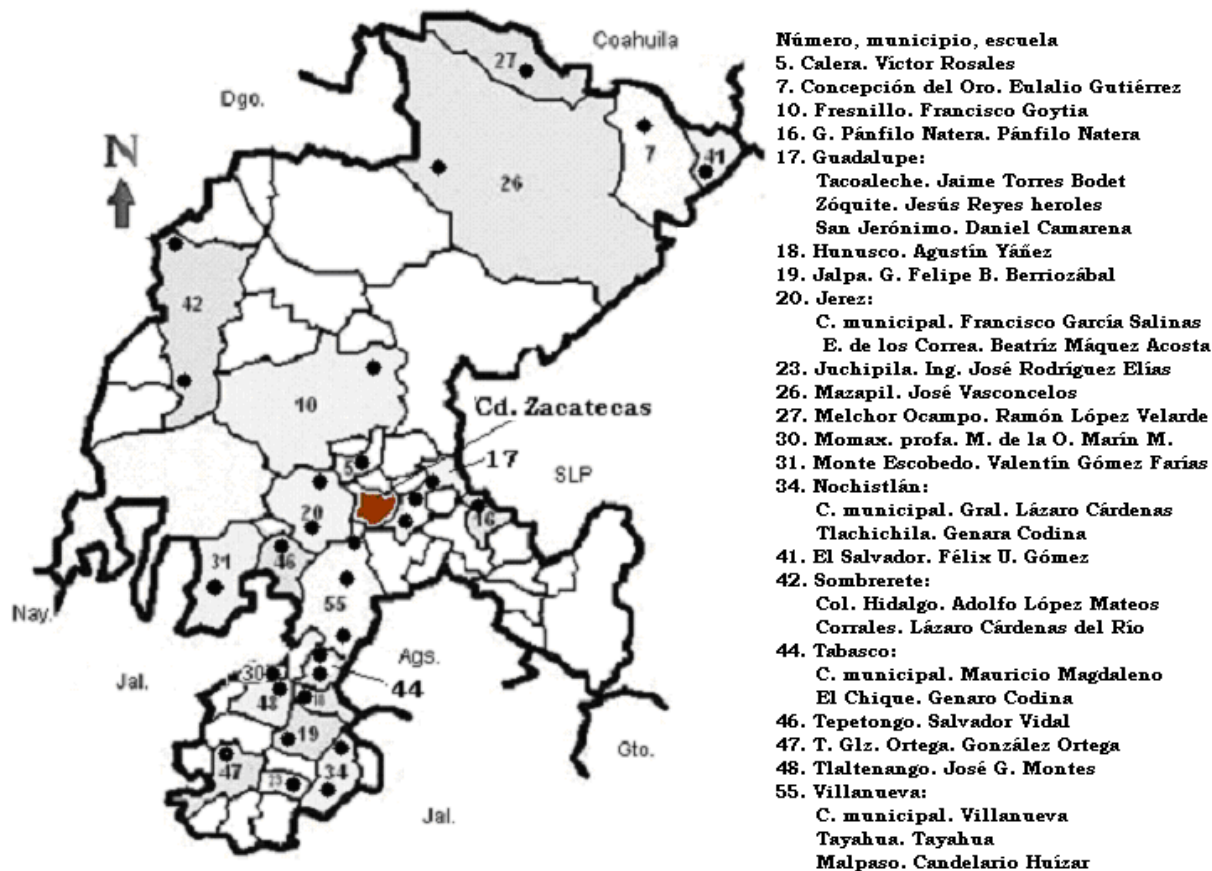 Coahuila
27
Dgo.
N
7
41
26
42
10
Cd. Zacatecas
5
17
SLP
20
16
31
46
Nay.
55
Ags.
Jal.
30
44
48
18
19
Gto.
47
34
23
Jal.
Número, municipio, escuela
5. Calera. Víctor Rosales
7. Concepción del Oro. Eulalio Gutiérrez
10. Fresnillo. Francisco Goytia
16. G. Pánfilo Natera. Pánfilo Natera
17. Guadalupe:
Tacoaleche. Jaime Torres Bodet
Zóquite. Jesús Reyes heroles
San Jerónimo. Daniel Camarena
18. Hunusco. Agustín Yáñez
19. Jalpa. G. Felipe B. Berriozábal
20. Jerez:
C. municipal. Francisco García Salinas
E. de los Correa. Beatríz Máquez Acosta
23. Juchipila. Ing. José Rodríguez Elías
26. Mazapil. José Vasconcelos
27. Melchor Ocampo. Ramón López Velarde
30. Momax. profa. M. de la O. Marín M.
31. Monte Escobedo. Valentín Gómez Farías
34. Nochistlán:
C. municipal. Gral. Lázaro Cárdenas
Tlachichila. Genara Codina
41. El Salvador. Félix U. Gómez
42. Sombrerete:
Col. Hidalgo. Adolfo López Mateos
Corrales. Lázaro Cárdenas del Río
44. Tabasco:
C. municipal. Mauricio Magdaleno
El Chique. Genaro Codina
46. Tepetongo. Salvador Vidal
47. T. Glz. Ortega. González Ortega
48. Tlaltenango. José G. Montes
55. Villanueva:
C. municipal. Villanueva
Tayahua. Tayahua
Malpaso. Candelario Huízar